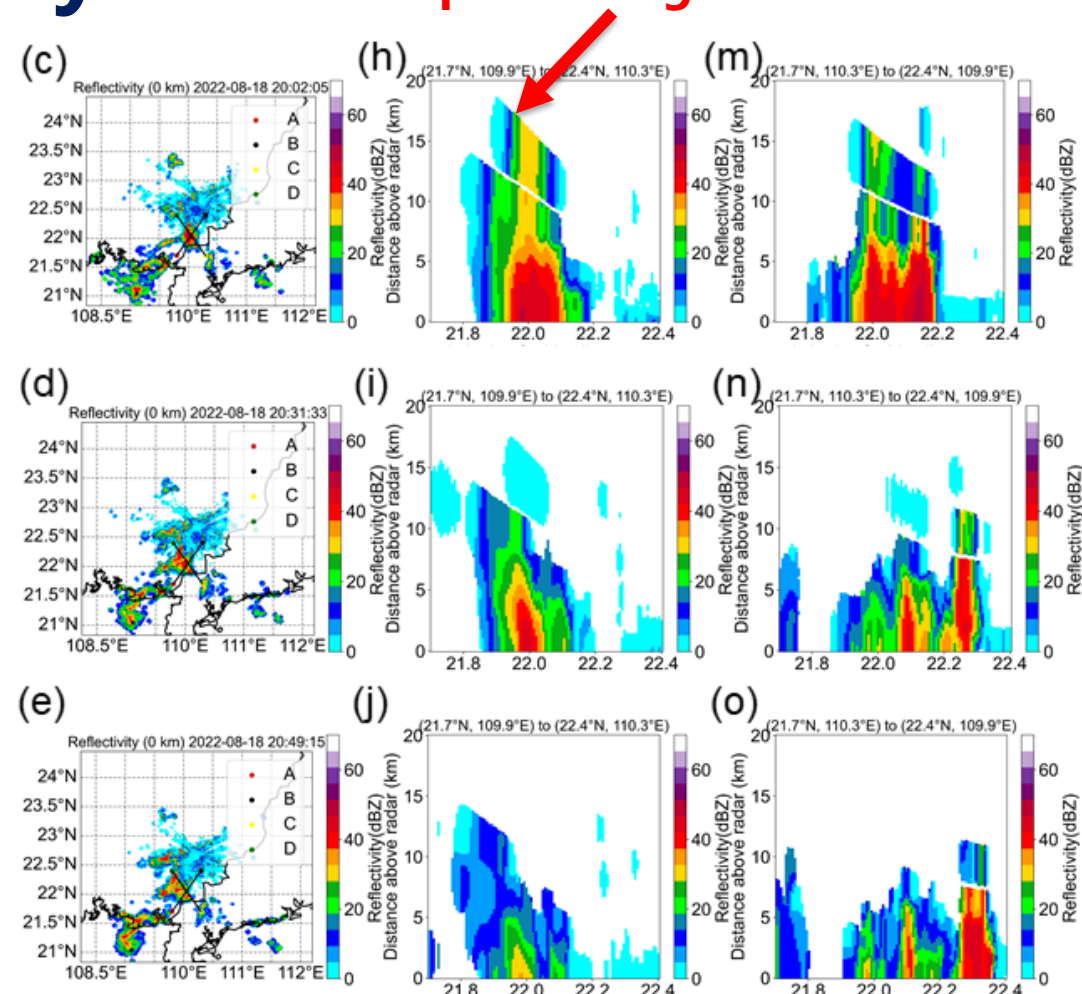 (c)
Reflectivity (0 km) 2022-08-18 20:02:05
24°N
23.5°N
23°N
22.5°N
22°N
21.5°N
21°N
108.5°E 110°E 111°E 112°E
A
B
C
D
60
40
20
0
Reflectivity(dBZ)
(h)
(21.7°N, 109.9°E) to (22.4°N, 110.3°E)
Distance above radar (km)
20
15
10
5
0
21.8 22.0 22.2 22.4
60
40
20
0
Reflectivity(dBZ)
(m)
(21.7°N, 110.3°E) to (22.4°N, 109.9°E)
Distance above radar (km)
20
15
10
5
0
21.8 22.0 22.2 22.4
60
40
20
0
Reflectivity(dBZ)
(d)
Reflectivity (0 km) 2022-08-18 20:31:33
24°N
23.5°N
23°N
22.5°N
22°N
21.5°N
21°N
108.5°E 110°E 111°E 112°E
A
B
C
D
60
40
20
0
Reflectivity(dBZ)
(i)
(21.7°N, 109.9°E) to (22.4°N, 110.3°E)
Distance above radar (km)
20
15
10
5
0
21.8 22.0 22.2 22.4
60
40
20
0
Reflectivity(dBZ)
(n)
(21.7°N, 110.3°E) to (22.4°N, 109.9°E)
Distance above radar (km)
20
15
10
5
0
21.8 22.0 22.2 22.4
60
40
20
0
Reflectivity(dBZ)
(e)
Reflectivity (0 km) 2022-08-18 20:49:15
24°N
23.5°N
23°N
22.5°N
22°N
21.5°N
21°N
108.5°E 110°E 111°E 112°E
A
B
C
D
60
40
20
0
Reflectivity(dBZ)
(j)
(21.7°N, 109.9°E) to (22.4°N, 110.3°E)
Distance above radar (km)
20
15
10
5
0
21.8 22.0 22.2 22.4
60
40
20
0
Reflectivity(dBZ)
(o)
(21.7°N, 110.3°E) to (22.4°N, 109.9°E)
Distance above radar (km)
20
15
10
5
0
21.8 22.0 22.2 22.4
60
40
20
0
Reflectivity(dBZ)